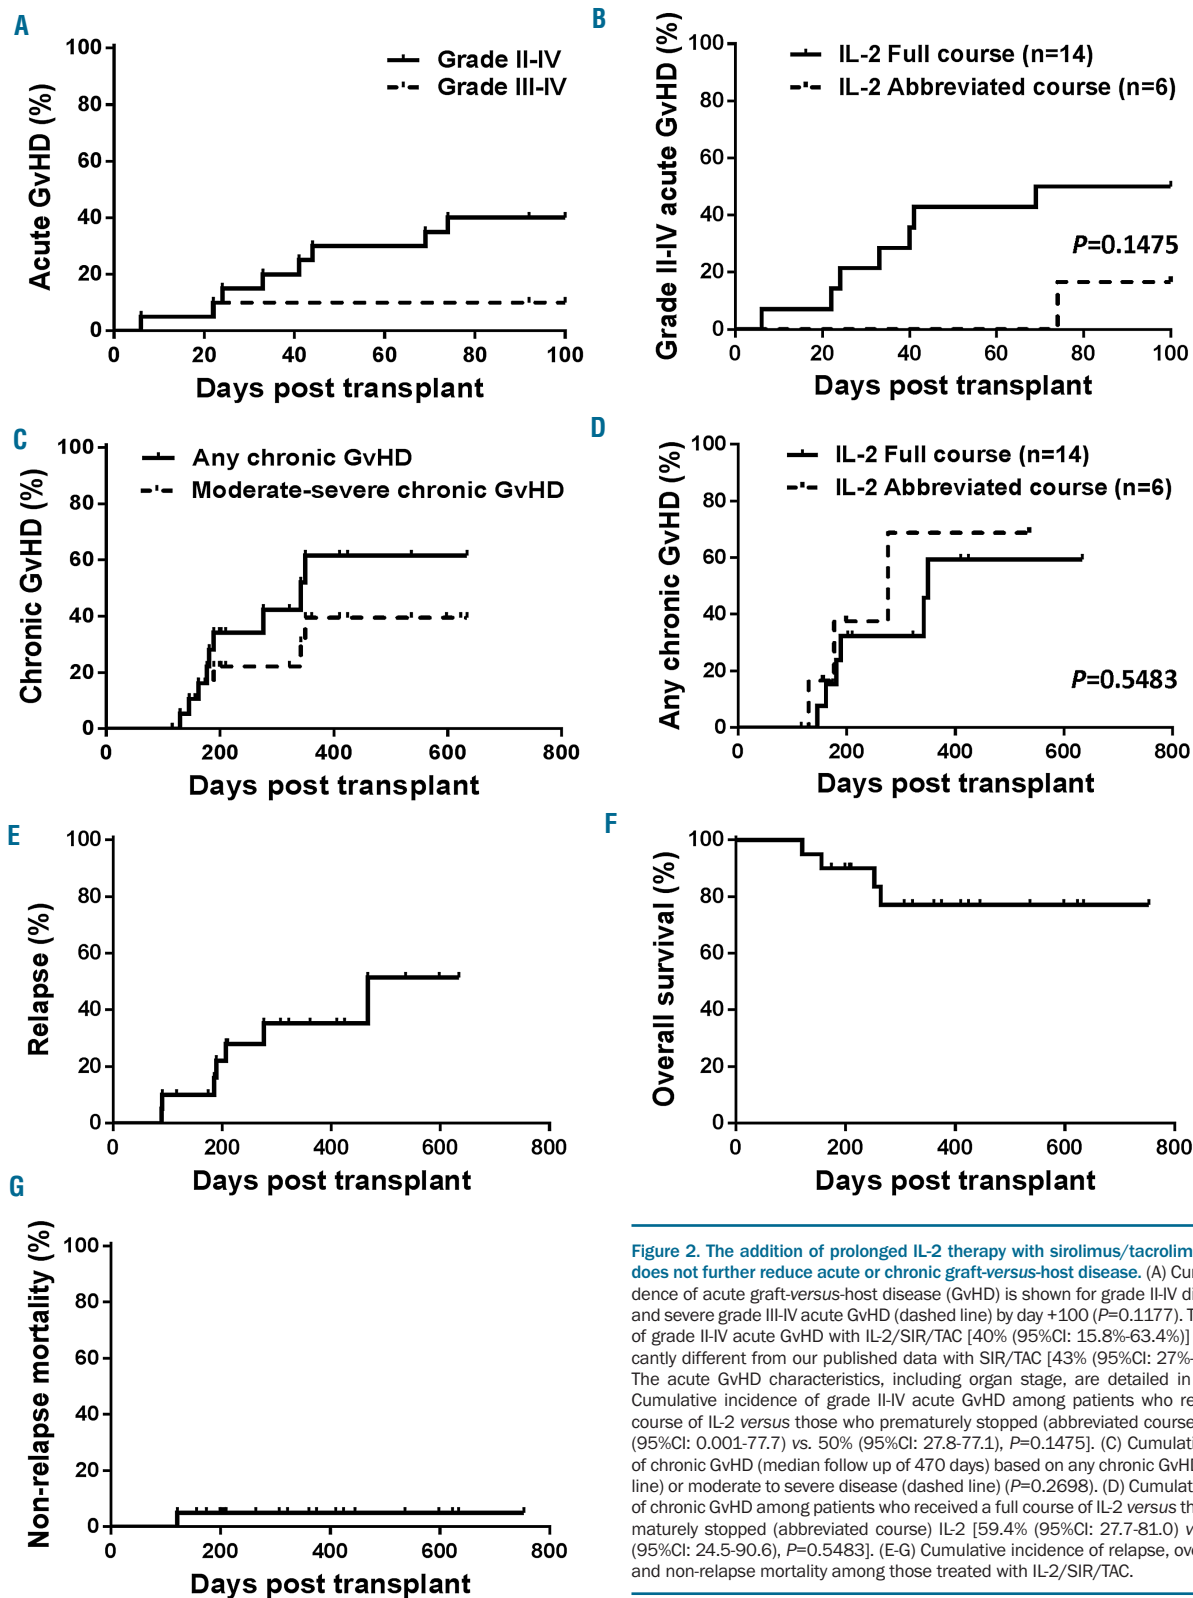 A
Acute GvHD (%)
100
80
60
40
20
0
Grade II-IV
Grade III-IV
0 20 40 60 80 100
Days post transplant
B
Grade II-IV acute GvHD (%)
100
80
60
40
20
0
IL-2 Full course (n=14)
IL-2 Abbreviated course (n=6)
P=0.1475
0 20 40 60 80 100
Days post transplant
C
Chronic GvHD (%)
100
80
60
40
20
0
Any chronic GvHD
Moderate-severe chronic GvHD
0 200 400 600 800
Days post transplant
D
Any chronic GvHD (%)
100
80
60
40
20
0
IL-2 Full course (n=14)
IL-2 Abbreviated course (n=6)
P=0.5483
0 200 400 600 800
Days post transplant
E
Relapse (%)
100
80
60
40
20
0
0 200 400 600 800
Days post transplant
F
Overall survival (%)
100
80
60
40
20
0
0 200 400 600 800
Days post transplant
G
Non-relapse mortality (%)
100
80
60
40
20
0
0 200 400 600 800
Days post transplant
Figure 2. The addition of prolonged IL-2 therapy with sirolimus/tacrolim
does not further reduce acute or chronic graft-versus-host disease. (A) Cum
dence of acute graft-versus-host disease (GvHD) is shown for grade II-IV di
and severe grade III-IV acute GvHD (dashed line) by day +100 (P=0.1177). T
of grade II-IV acute GvHD with IL-2/SIR/TAC [40% (95%CI: 15.8%-63.4%)]
cantly different from our published data with SIR/TAC [43% (95%CI: 27%-
The acute GvHD characteristics, including organ stage, are detailed in
Cumulative incidence of grade II-IV acute GvHD among patients who re
course of IL-2 versus those who prematurely stopped (abbreviated course
(95%CI: 0.001-77.7) vs. 50% (95%CI: 27.8-77.1), P=0.1475]. (C) Cumulati
of chronic GvHD (median follow up of 470 days) based on any chronic GvHD
line) or moderate to severe disease (dashed line) (P=0.2698). (D) Cumulat
of chronic GvHD among patients who received a full course of IL-2 versus th
maturely stopped (abbreviated course) IL-2 [59.4% (95%CI: 27.7-81.0) v
(95%CI: 24.5-90.6), P=0.5483]. (E-G) Cumulative incidence of relapse, ove
and non-relapse mortality among those treated with IL-2/SIR/TAC.